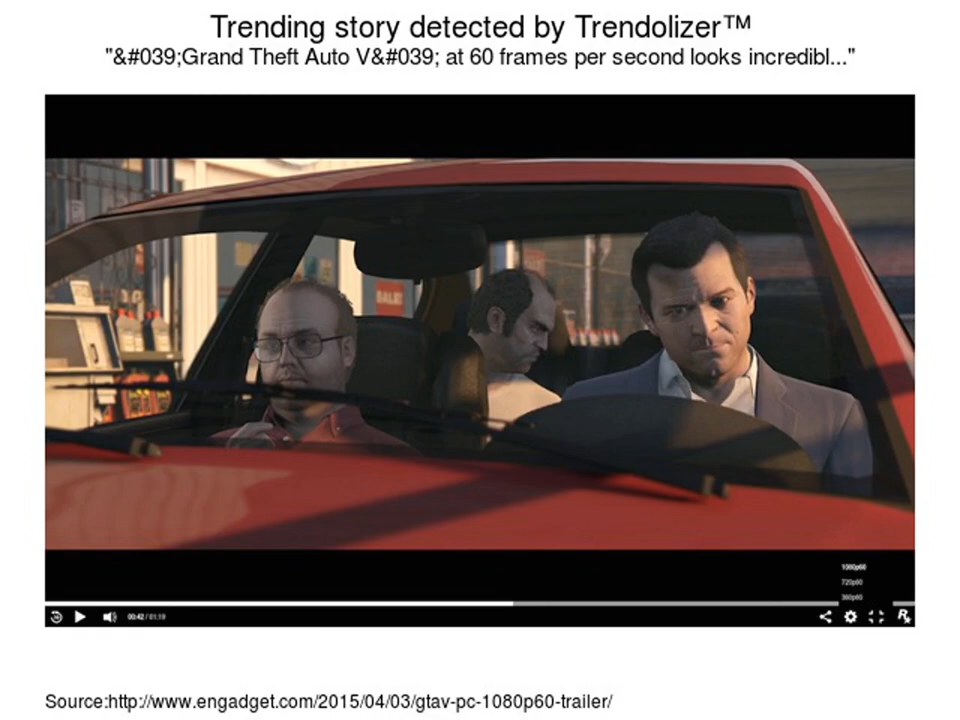 Trending story detected by Trendolizer™
"&#039;Grand Theft Auto V&#039; at 60 frames per second looks incredibl..."
SALE!
1080p60
720p60
360p60
00:42 / 01:19
Source:http://www.engadget.com/2015/04/03/gtav-pc-1080p60-trailer/